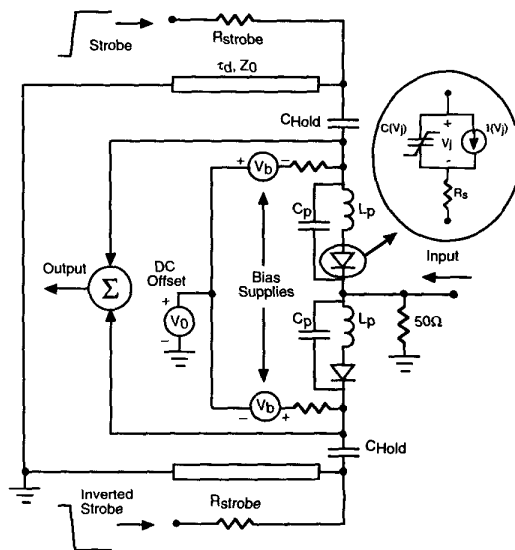 Strobe
Rstrobe
τd, Z0
CHold
C(Vj)
+
Vj
-
I(Vj)
Rs
+ Vb -
Cp
Lp
Input
Output
Σ
DC
Offset
+
V0
-
Bias
Supplies
Cp
Lp
50Ω
- Vb +
CHold
Inverted
Strobe
Rstrobe